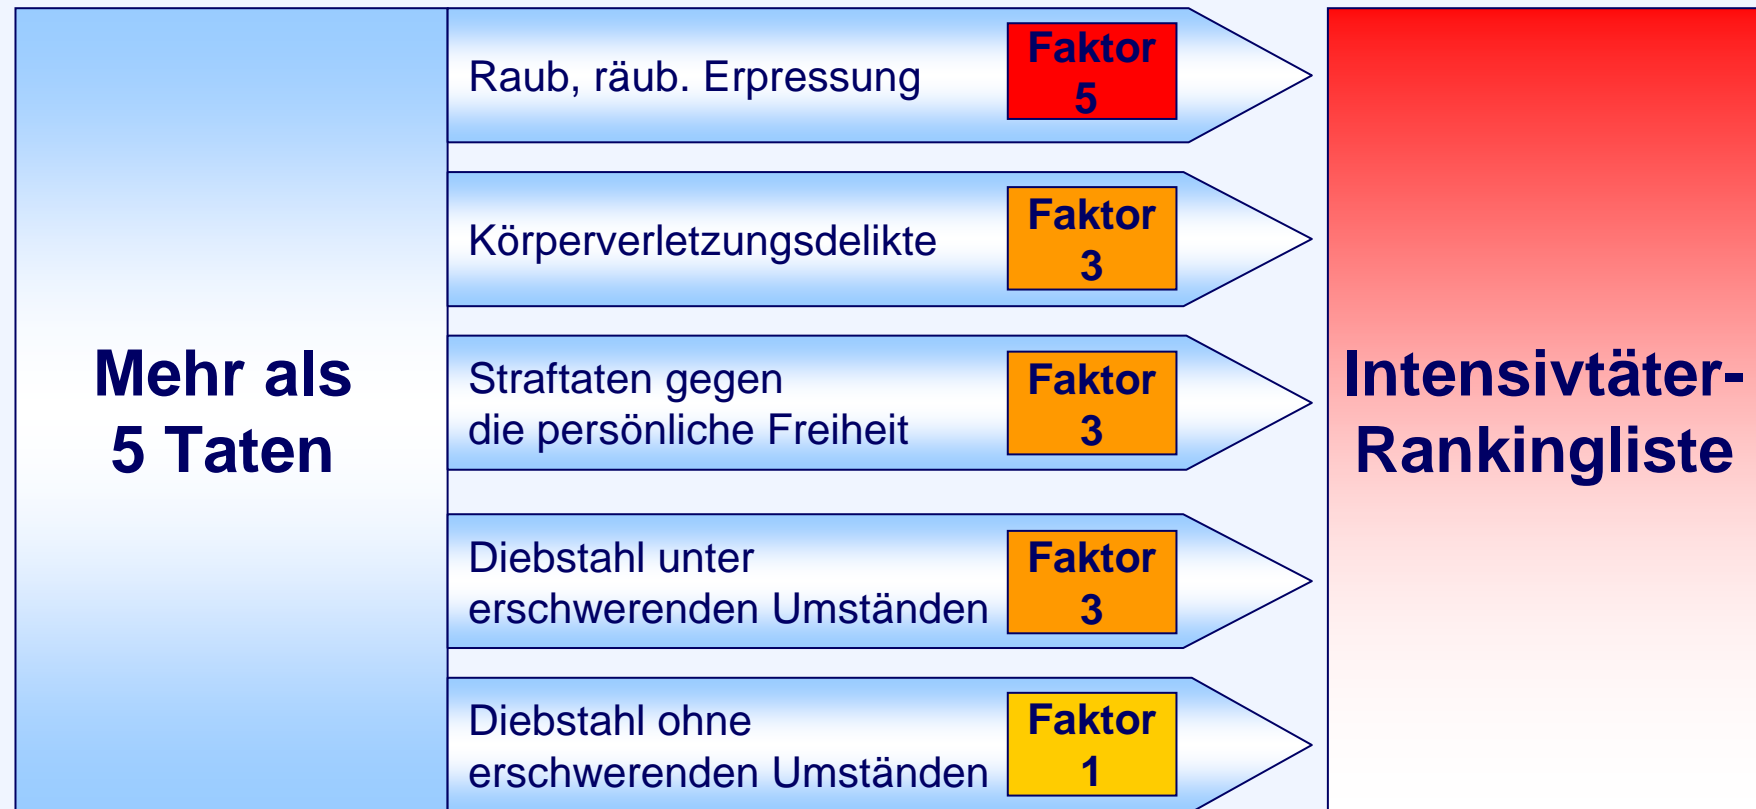 Mehr als
5 Taten
Raub, räub. Erpressung
Faktor
5
Körperverletzungsdelikte
Faktor
3
Straftaten gegen
die persönliche Freiheit
Faktor
3
Diebstahl unter
erschwerenden Umständen
Faktor
3
Diebstahl ohne
erschwerenden Umständen
Faktor
1
Intensivtäter-
Rankingliste